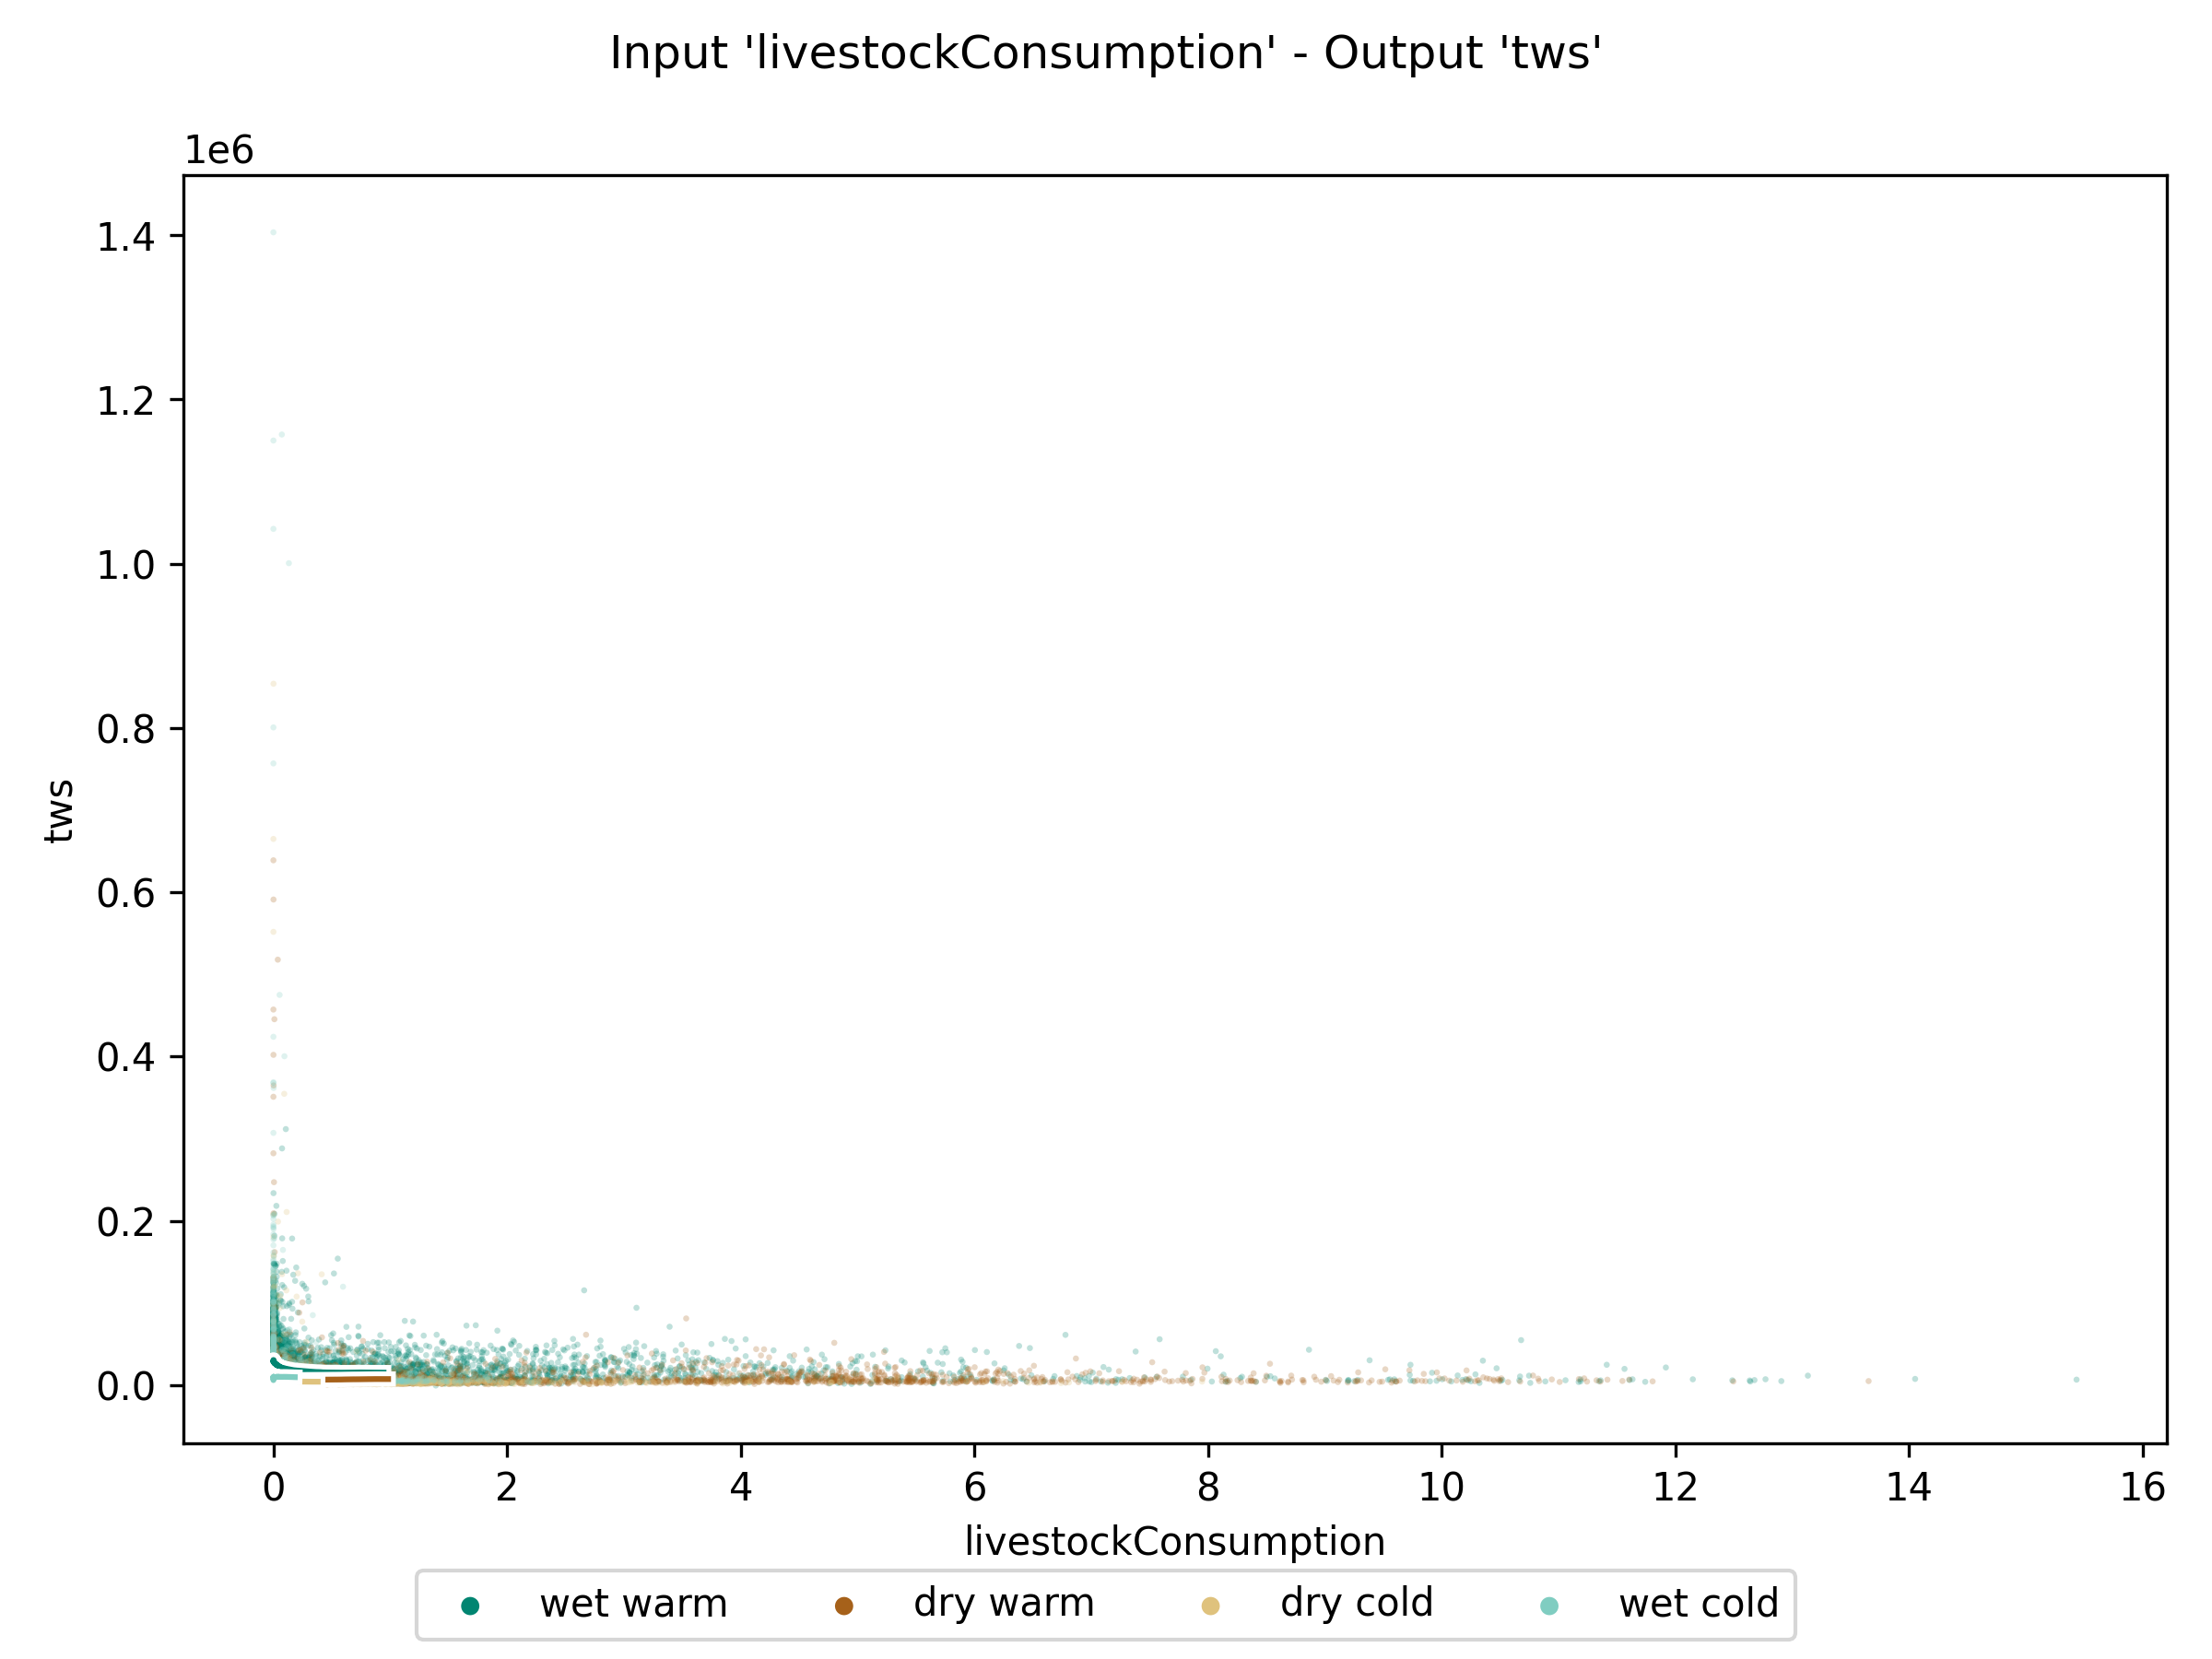 Input 'livestockConsumption' - Output 'tws'
1e6
1.4
1.2
1.0
0.8
0.6
0.4
0.2
0.0
tws
0 2 4 6 8 10 12 14 16
livestockConsumption
wet warm dry warm dry cold wet cold